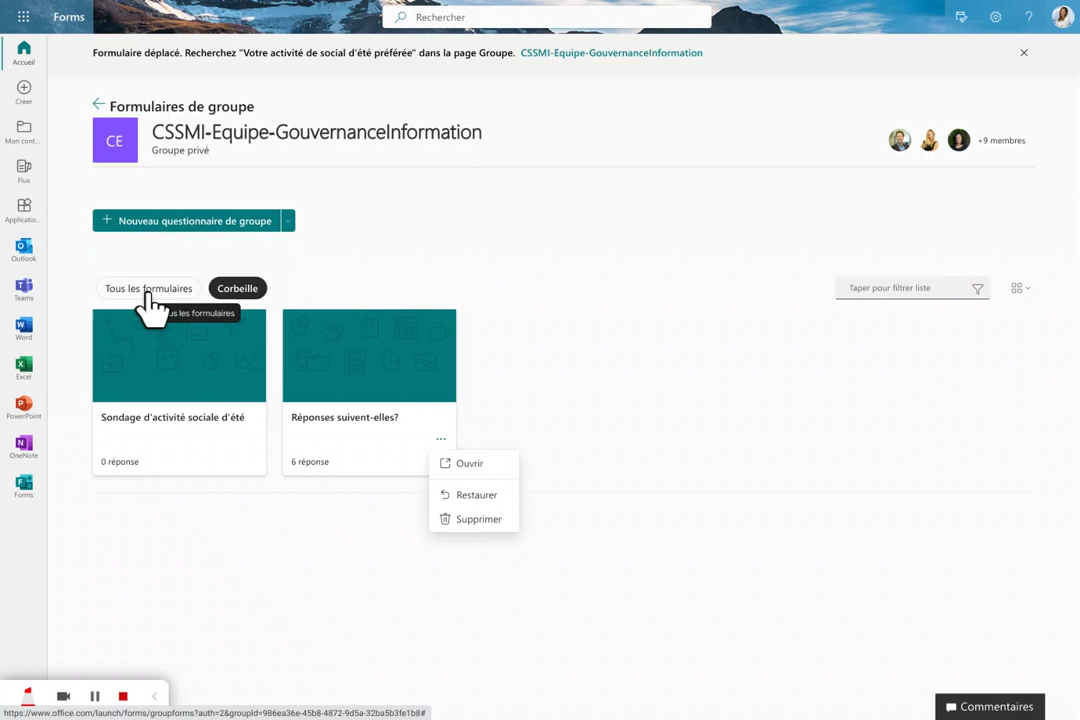 Forms
Rechercher
Accueil
Créer
Mon cont...
Flux
Applicatio...
Outlook
Teams
Word
Excel
PowerPoint
OneNote
Forms
Formulaire déplacé. Recherchez "Votre activité de social d'été préférée" dans la page Groupe. CSSMI-Equipe-GouvernanceInformation
Formulaires de groupe
CE
CSSMI-Equipe-GouvernanceInformation
Groupe privé
+9 membres
Nouveau questionnaire de groupe
Tous les formulaires
Corbeille
Taper pour filtrer liste
us les formulaires
Sondage d'activité sociale d'été
0 réponse
Réponses suivent-elles?
6 réponse
Ouvrir
Restaurer
Supprimer
https://www.office.com/launch/forms/groupforms?auth=2&groupId=986ea36e-45b8-4872-9d5a-32ba5b3fe1b8#
Commentaires